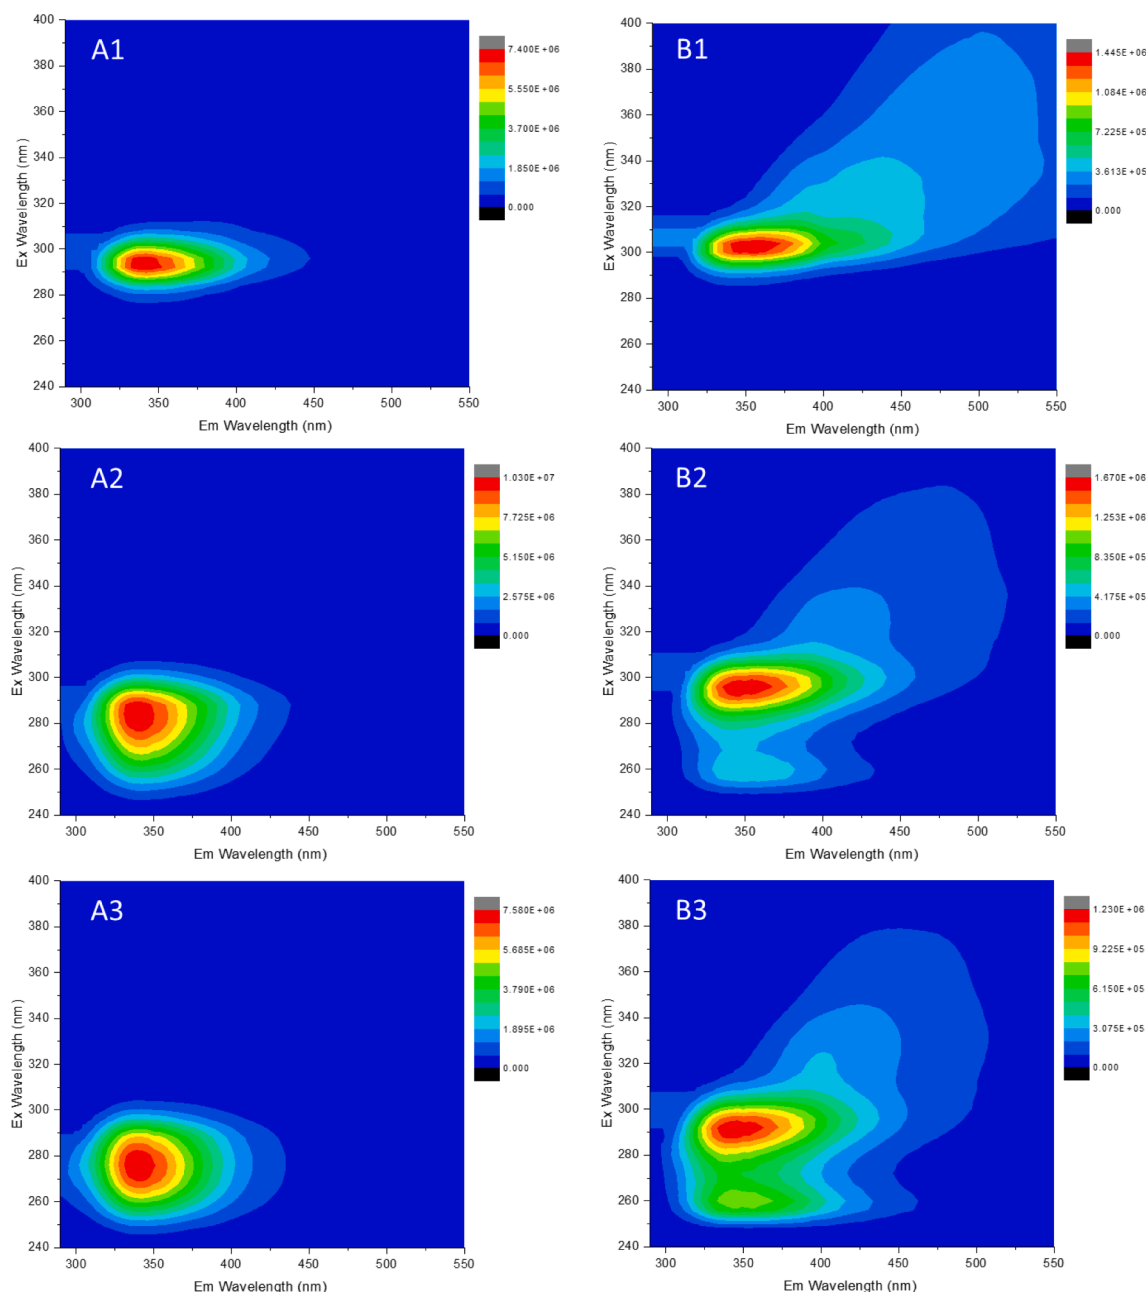 A1
400
380
360
340
320
300
280
260
240
Ex Wavelength (nm)
300 350 400 450 500 550
Em Wavelength (nm)
7.400E+06
5.550E+06
3.700E+06
1.850E+06
0.000
B1
400
380
360
340
320
300
280
260
240
Ex Wavelength (nm)
300 350 400 450 500 550
Em Wavelength (nm)
1.445E+06
1.084E+06
7.225E+05
3.613E+05
0.000
A2
400
380
360
340
320
300
280
260
240
Ex Wavelength (nm)
300 350 400 450 500 550
Em Wavelength (nm)
1.030E+07
7.725E+06
5.150E+06
2.575E+06
0.000
B2
400
380
360
340
320
300
280
260
240
Ex Wavelength (nm)
300 350 400 450 500 550
Em Wavelength (nm)
1.670E+06
1.253E+06
8.350E+05
4.175E+05
0.000
A3
400
380
360
340
320
300
280
260
240
Ex Wavelength (nm)
300 350 400 450 500 550
Em Wavelength (nm)
7.580E+06
5.685E+06
3.790E+06
1.895E+06
0.000
B3
400
380
360
340
320
300
280
260
240
Ex Wavelength (nm)
300 350 400 450 500 550
Em Wavelength (nm)
1.230E+06
9.225E+05
6.150E+05
3.075E+05
0.000